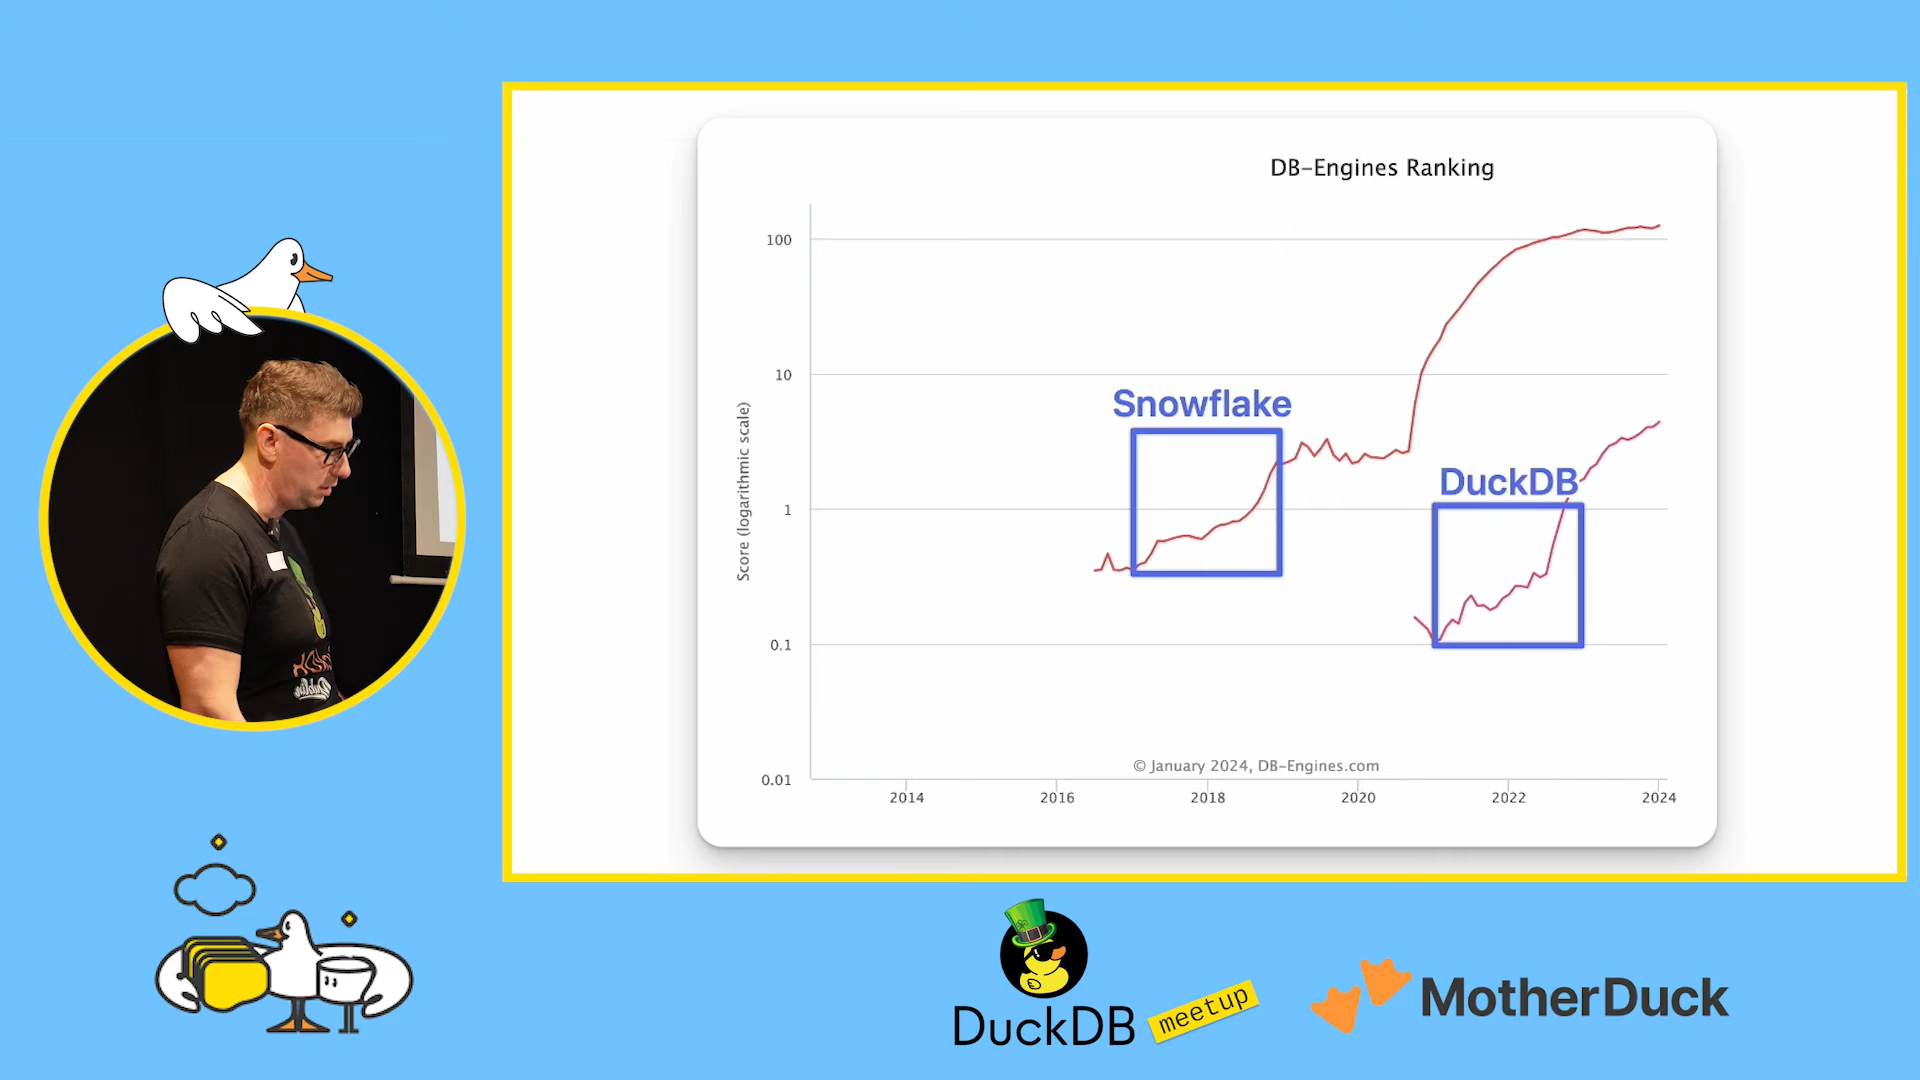 DB-Engines Ranking
Score (logarithmic scale)
100
10
1
0.1
0.01
Snowflake
DuckDB
© January 2024, DB-Engines.com
2014
2016
2018
2020
2022
2024
Dublin
DuckDB
meetup
MotherDuck